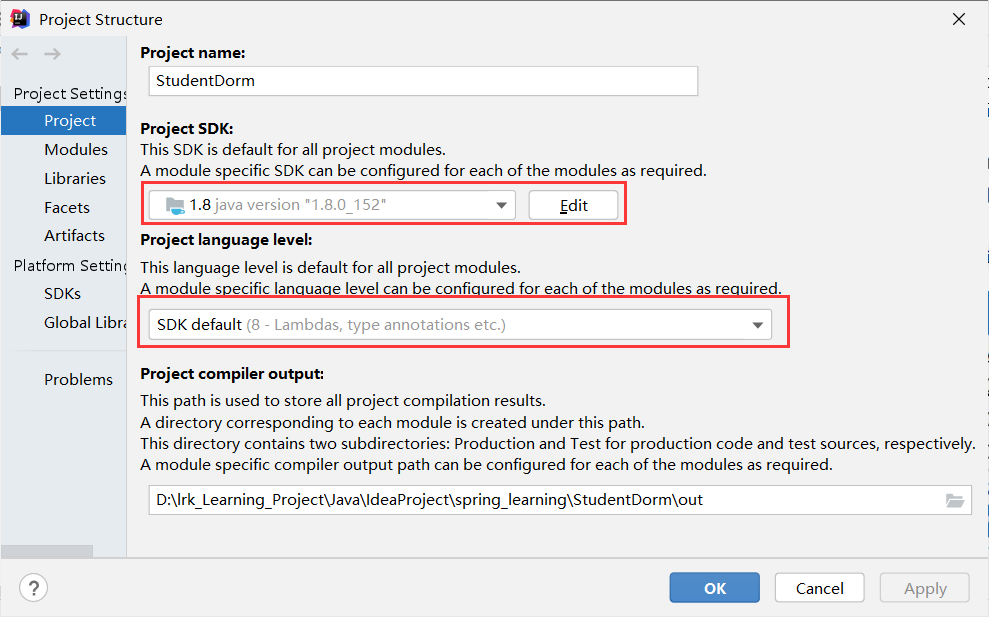 Project Structure
Project Settings
Project
Modules
Libraries
Facets
Artifacts
Platform Setting
SDKs
Global Libra
Problems
Project name:
StudentDorm
Project SDK:
This SDK is default for all project modules.
A module specific SDK can be configured for each of the modules as required.
1.8 java version "1.8.0_152"
Edit
Project language level:
This language level is default for all project modules.
A module specific language level can be configured for each of the modules as required.
SDK default (8 - Lambdas, type annotations etc.)
Project compiler output:
This path is used to store all project compilation results.
A directory corresponding to each module is created under this path.
This directory contains two subdirectories: Production and Test for production code and test sources, respectively.
A module specific compiler output path can be configured for each of the modules as required.
D:\lrk_Learning_Project\Java\IdeaProject\spring_learning\StudentDorm\out
?
OK
Cancel
Apply